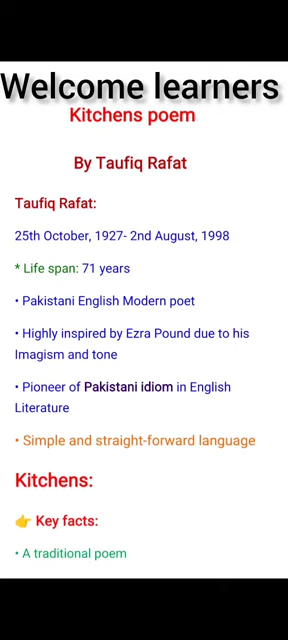 Welcome learners
Kitchens poem
By Taufiq Rafat
Taufiq Rafat:
25th October, 1927- 2nd August, 1998
* Life span: 71 years
• Pakistani English Modern poet
• Highly inspired by Ezra Pound due to his
Imagism and tone
• Pioneer of Pakistani idiom in English
Literature
• Simple and straight-forward language
Kitchens:
👉 Key facts:
• A traditional poem